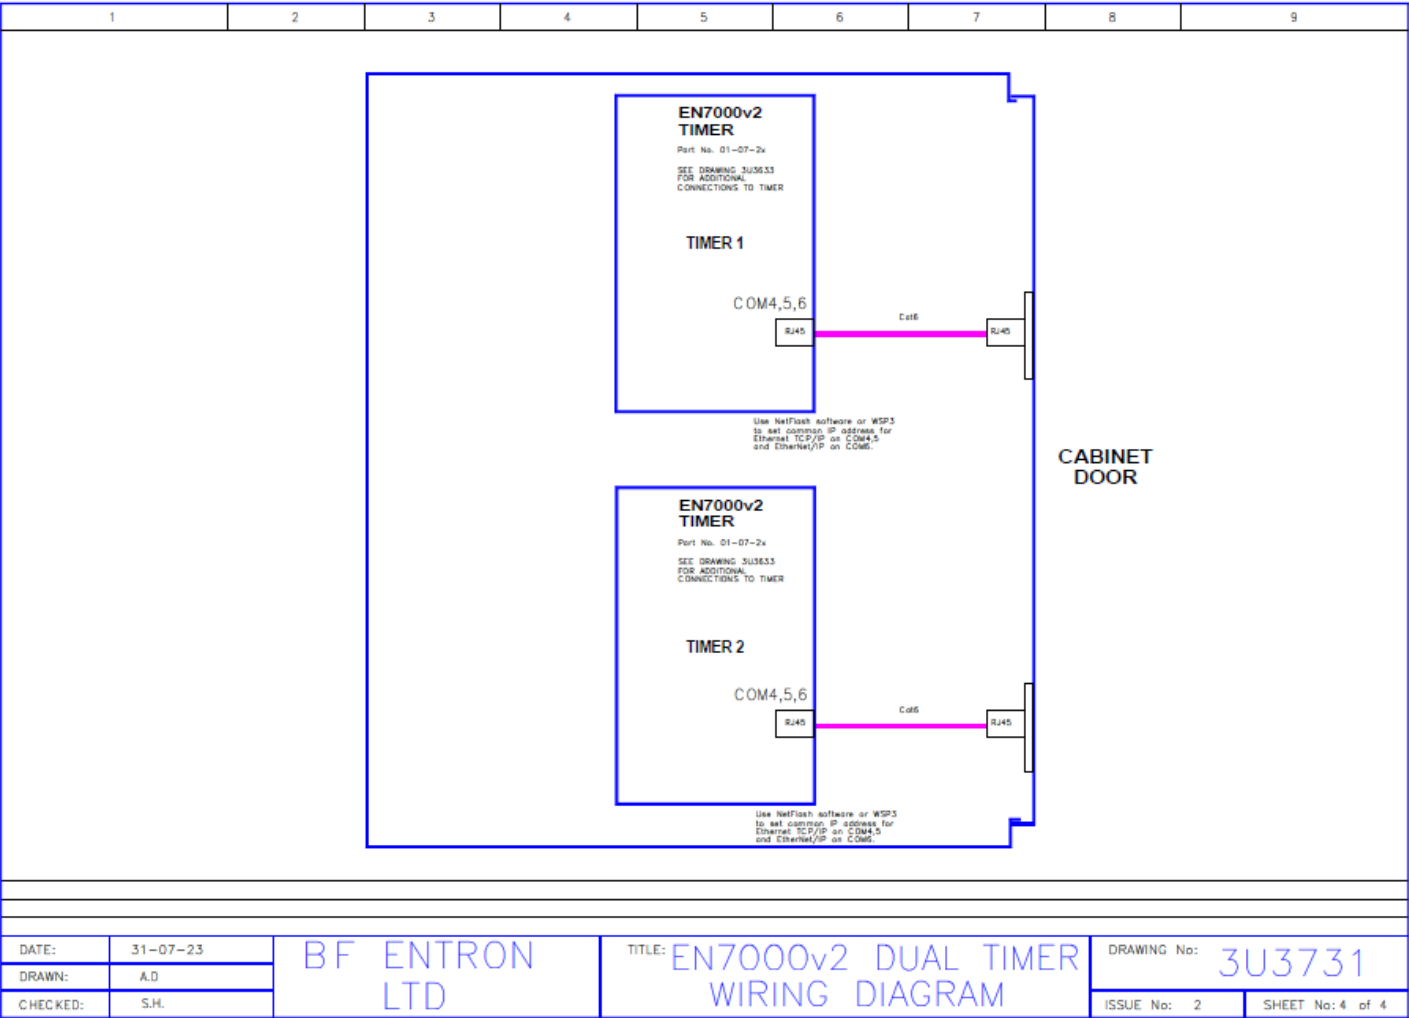 1 2 3 4 5 6 7 8 9
EN7000v2
TIMER
Part No. 01-07-2x
SEE DRAWING 3U3633
FOR ADDITIONAL
CONNECTIONS TO TIMER
TIMER 1
COM4,5,6
RJ45
Cat6
RJ45
Use NetFlash software or WSP3
to set common IP address for
Ethernet TCP/IP on COM4,5
and EtherNet/IP on COM6.
CABINET
DOOR
EN7000v2
TIMER
Part No. 01-07-2x
SEE DRAWING 3U3633
FOR ADDITIONAL
CONNECTIONS TO TIMER
TIMER 2
COM4,5,6
RJ45
Cat6
RJ45
Use NetFlash software or WSP3
to set common IP address for
Ethernet TCP/IP on COM4,5
and EtherNet/IP on COM6.
DATE: 31-07-23
DRAWN: A.D
CHECKED: S.H.
BF ENTRON
LTD
TITLE: EN7000v2 DUAL TIMER
WIRING DIAGRAM
DRAWING No: 3U3731
ISSUE No: 2
SHEET No: 4 of 4